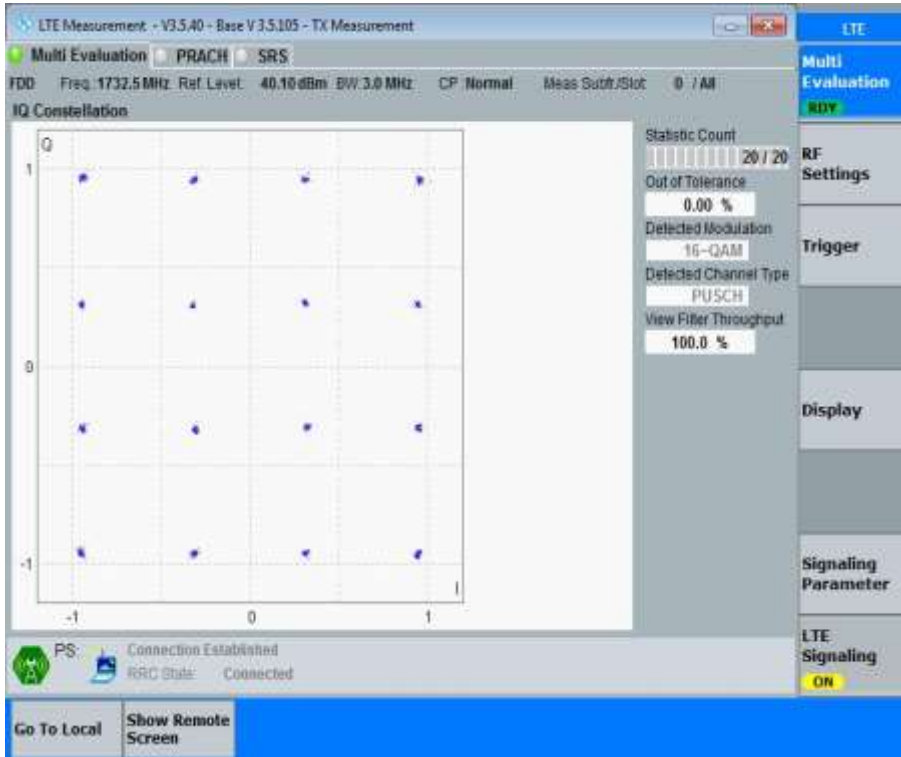 LTE Measurement - V3.5.40 - Base V 3.5.105 - TX Measurement
LTE
Multi Evaluation PRACH SRS
Multi Evaluation
RDY
FDD Freq.:1732.5 MHz Ref. Level: 40.10 dBm BW:3.0 MHz CP:Normal Meas Subfr./Slot: 0 / All
IQ Constellation
Q
1
0
-1
I
-1 0 1
Statistic Count
20 / 20
Out of Tolerance
0.00 %
Detected Modulation
16-QAM
Detected Channel Type
PUSCH
View Filter Throughput
100.0 %
RF
Settings
Trigger
Display
Signaling
Parameter
LTE
Signaling
ON
PS: Connection Established
RRC State: Connected
Go To Local
Show Remote
Screen